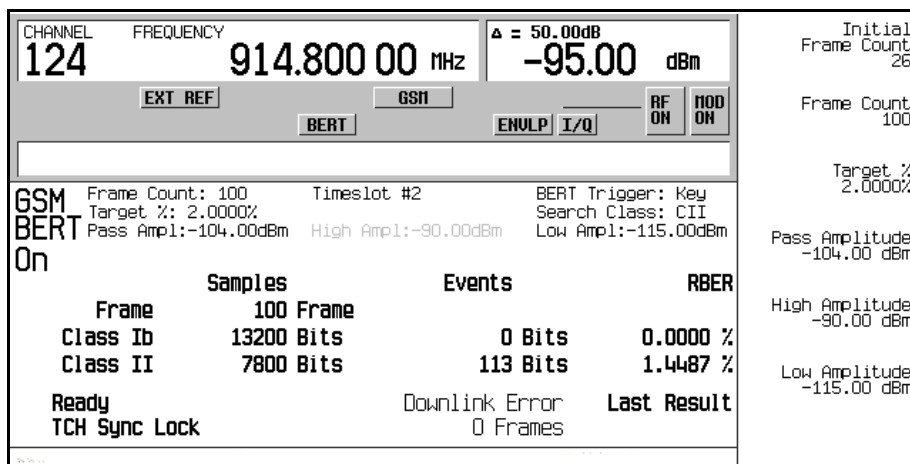 CHANNEL FREQUENCY Δ = 50.00dB
124 914.800 00 MHz -95.00 dBm
EXT REF GSM RF ON MOD ON
BERT ENVLP I/Q
GSM BERT On
Frame Count: 100 Timeslot #2 BERT Trigger: Key
Target %: 2.0000% Search Class: CII
Pass Ampl:-104.00dBm High Ampl:-90.00dBm Low Ampl:-115.00dBm
Samples Events RBER
Frame 100 Frame
Class Ib 13200 Bits 0 Bits 0.0000 %
Class II 7800 Bits 113 Bits 1.4487 %
Ready Downlink Error Last Result
TCH Sync Lock 0 Frames
Initial
Frame Count
26
Frame Count
100
Target %
2.0000%
Pass Amplitude
-104.00 dBm
High Amplitude
-90.00 dBm
Low Amplitude
-115.00 dBm